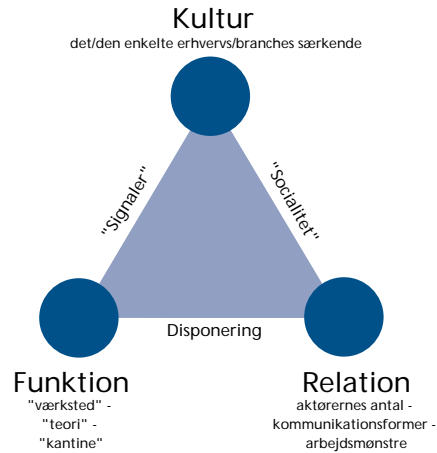 Kultur
det/den enkelte erhvervs/branches særkende
"Signaler"
"Socialitet"
Disponering
Funktion
"værksted" -
"teori" -
"kantine"
Relation
aktørernes antal -
kommunikationsformer -
arbejdsmønstre